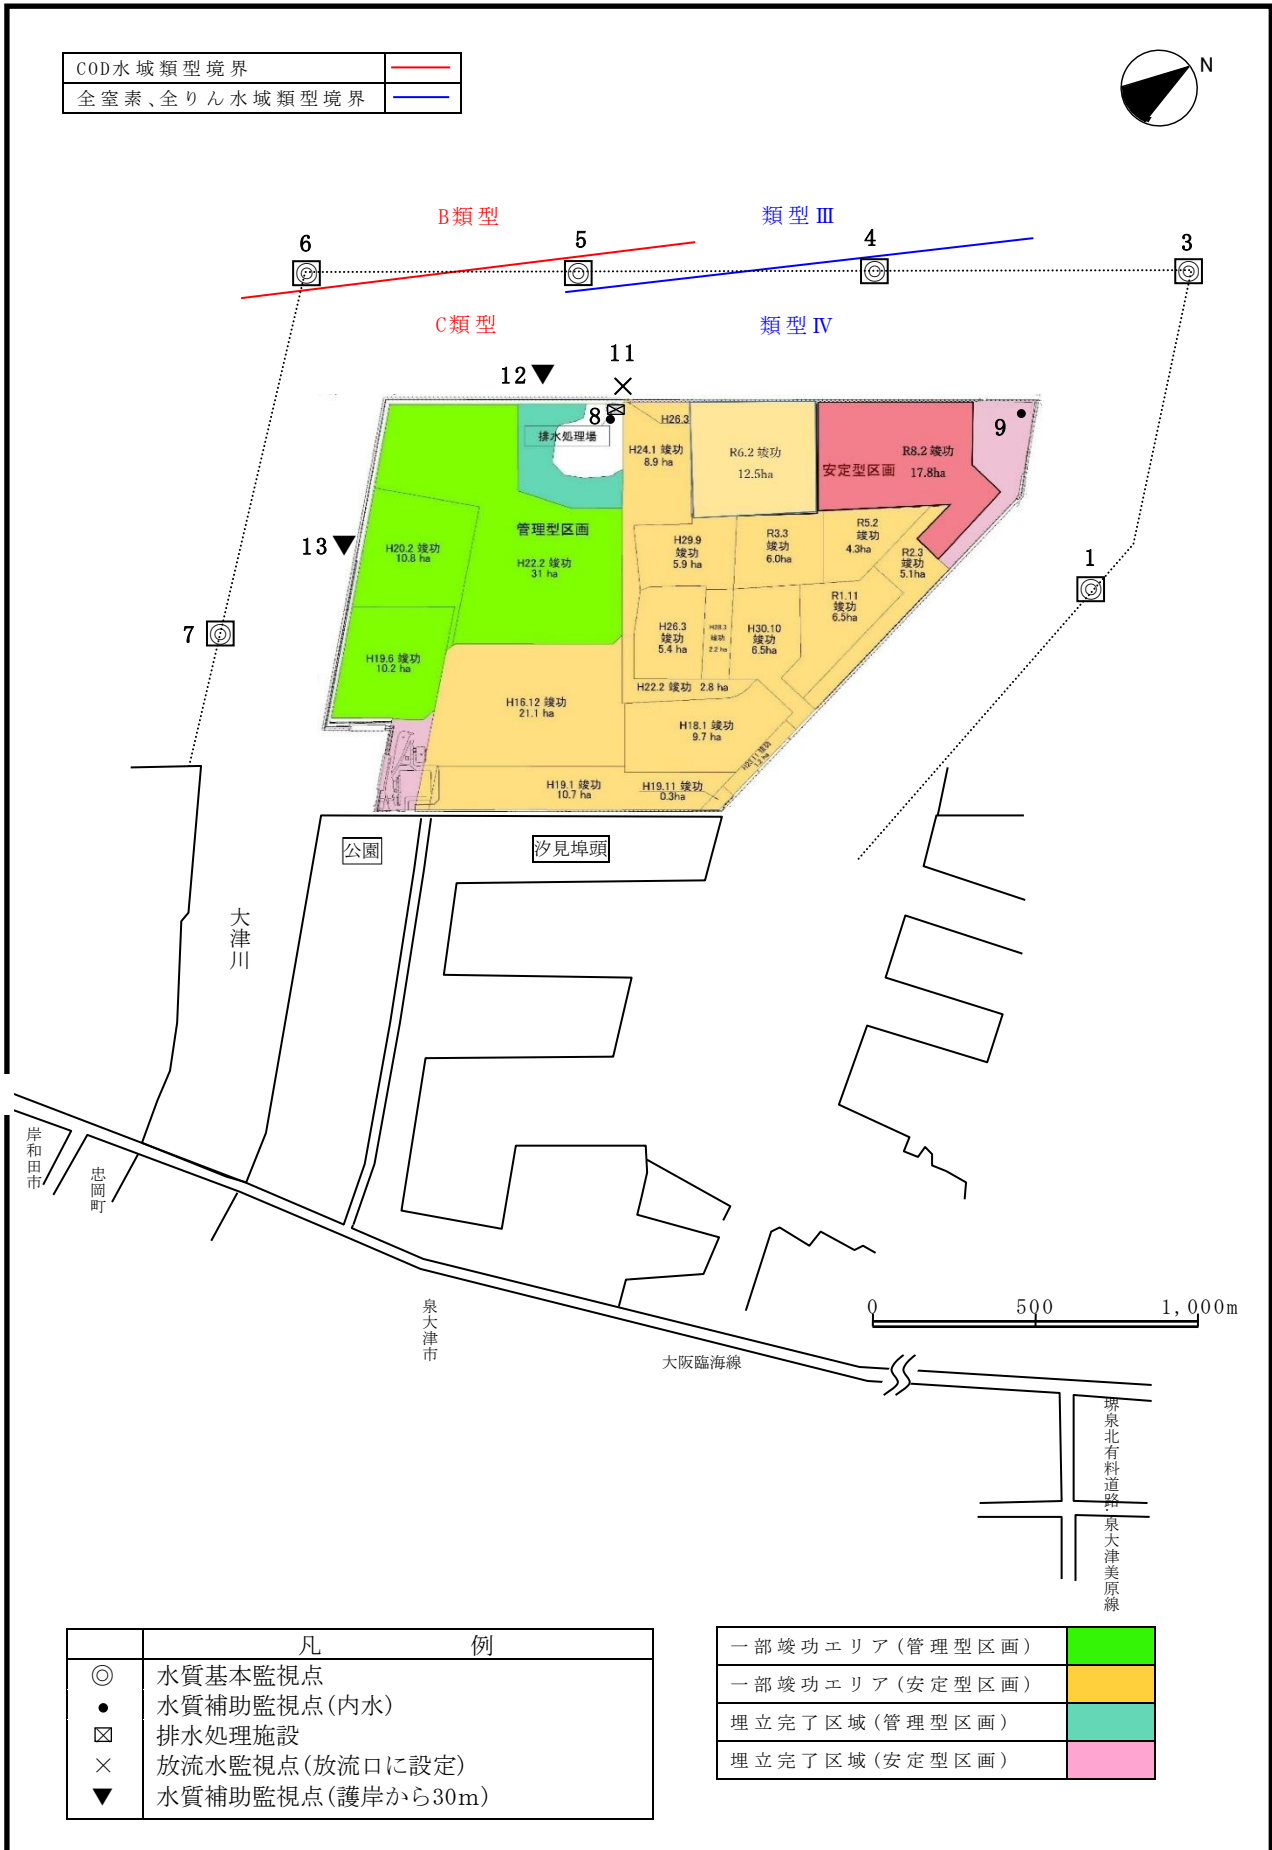 COD水域類型境界
全窒素、全りん水域類型境界
N
B類型
類型Ⅲ
6
5
4
3
C類型
類型Ⅳ
11
12
8
9
排水処理場
H26.3
H24.1 竣功
8.9 ha
R6.2 竣功
12.5ha
安定型区画
R8.2 竣功
17.8ha
管理型区画
H22.2 竣功
31 ha
13
H20.2 竣功
10.8 ha
H29.9
竣功
5.9 ha
R3.3
竣功
6.0ha
R5.2
竣功
4.3ha
R2.3
竣功
5.1ha
1
7
H19.6 竣功
10.2 ha
H26.3
竣功
5.4 ha
竣功
2.2 ha
H30.10
竣功
6.5ha
R1.11
竣功
6.5ha
H22.2 竣功 2.8 ha
H16.12 竣功
21.1 ha
H18.1 竣功
9.7 ha
H19.1 竣功
10.7 ha
H19.11 竣功
0.3ha
公園
汐見埠頭
大津川
岸和田市
忠岡町
泉大津市
大阪臨海線
0 500 1,000m
堺泉北有料道路・泉大津美原線
凡 例
◎ 水質基本監視点
● 水質補助監視点(内水)
⊠ 排水処理施設
× 放流水監視点(放流口に設定)
▼ 水質補助監視点(護岸から30m)
一部竣功エリア(管理型区画)
一部竣功エリア(安定型区画)
埋立完了区域(管理型区画)
埋立完了区域(安定型区画)